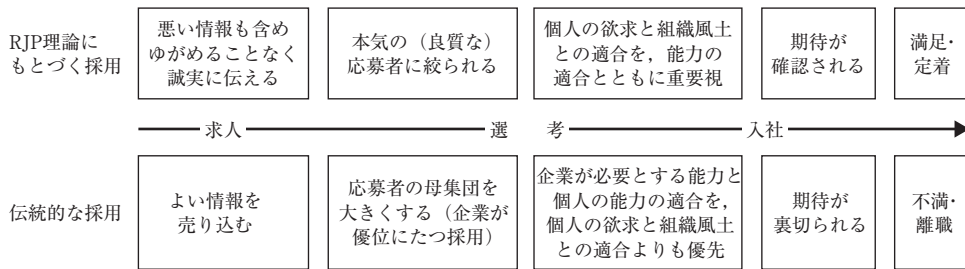 RJP理論に
もとづく採用
悪い情報も含め
ゆがめることなく
誠実に伝える
本気の（良質な）
応募者に絞られる
個人の欲求と組織風土
との適合を，能力の
適合とともに重要視
期待が
確認される
満足・
定着
求人
選考
入社
伝統的な採用
よい情報を
売り込む
応募者の母集団を
大きくする（企業が
優位にたつ採用）
企業が必要とする能力と
個人の能力の適合を，
個人の欲求と組織風土
との適合よりも優先
期待が
裏切られる
不満・
離職